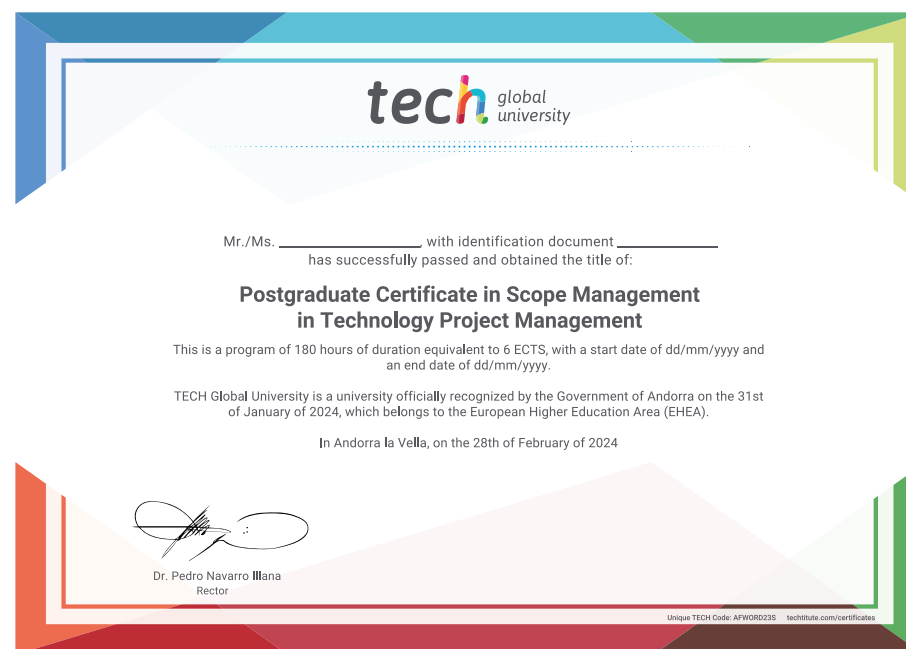 tech global
university
Mr./Ms. ____________________, with identification document ______________
has successfully passed and obtained the title of:
Postgraduate Certificate in Scope Management
in Technology Project Management
This is a program of 180 hours of duration equivalent to 6 ECTS, with a start date of dd/mm/yyyy and
an end date of dd/mm/yyyy.
TECH Global University is a university officially recognized by the Government of Andorra on the 31st
of January of 2024, which belongs to the European Higher Education Area (EHEA).
In Andorra la Vella, on the 28th of February of 2024
Dr. Pedro Navarro Illana
Rector
Unique TECH Code: AFWORD23S techtitute.com/certificates